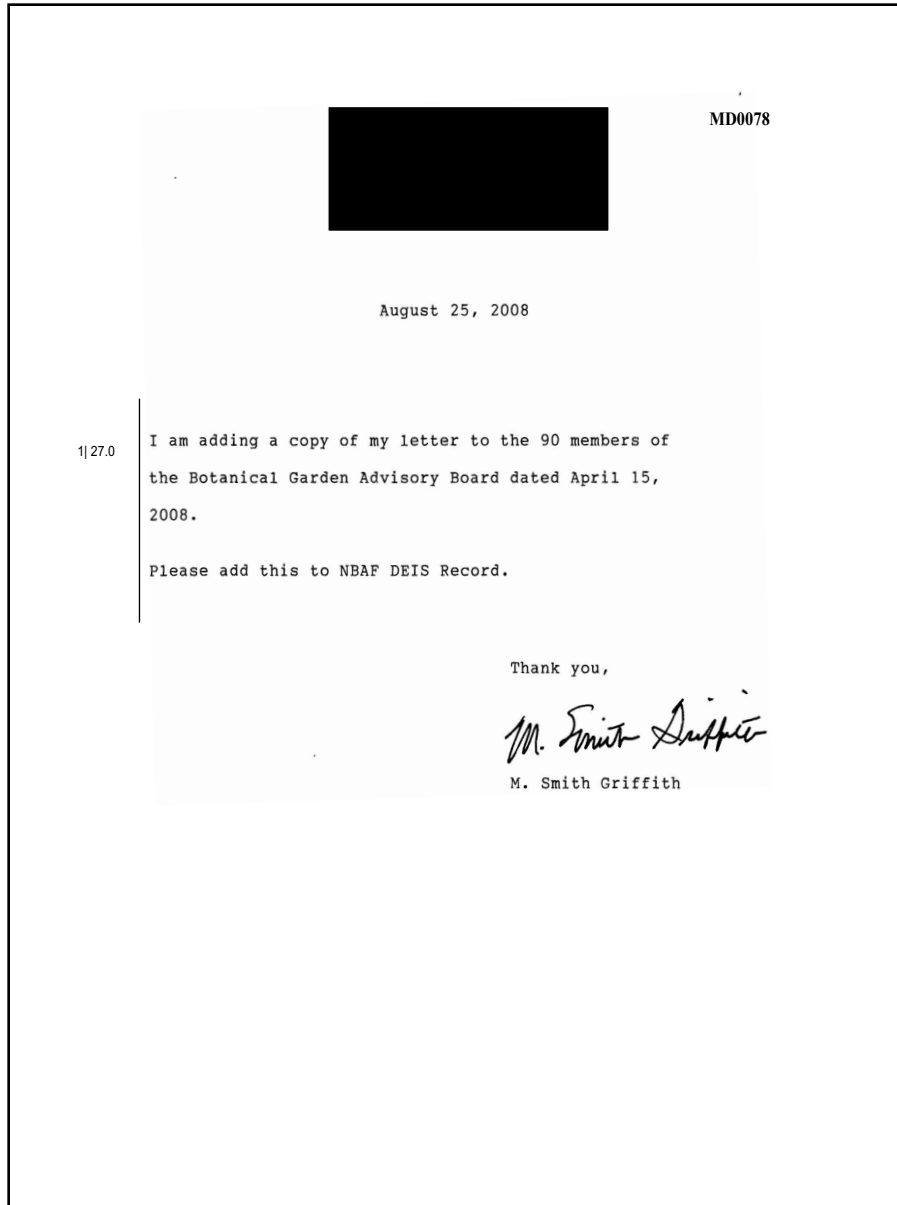 MD0078
August 25, 2008
1| 27.0
I am adding a copy of my letter to the 90 members of
the Botanical Garden Advisory Board dated April 15,
2008.
Please add this to NBAF DEIS Record.
Thank you,
M. Smith Griffith
M. Smith Griffith